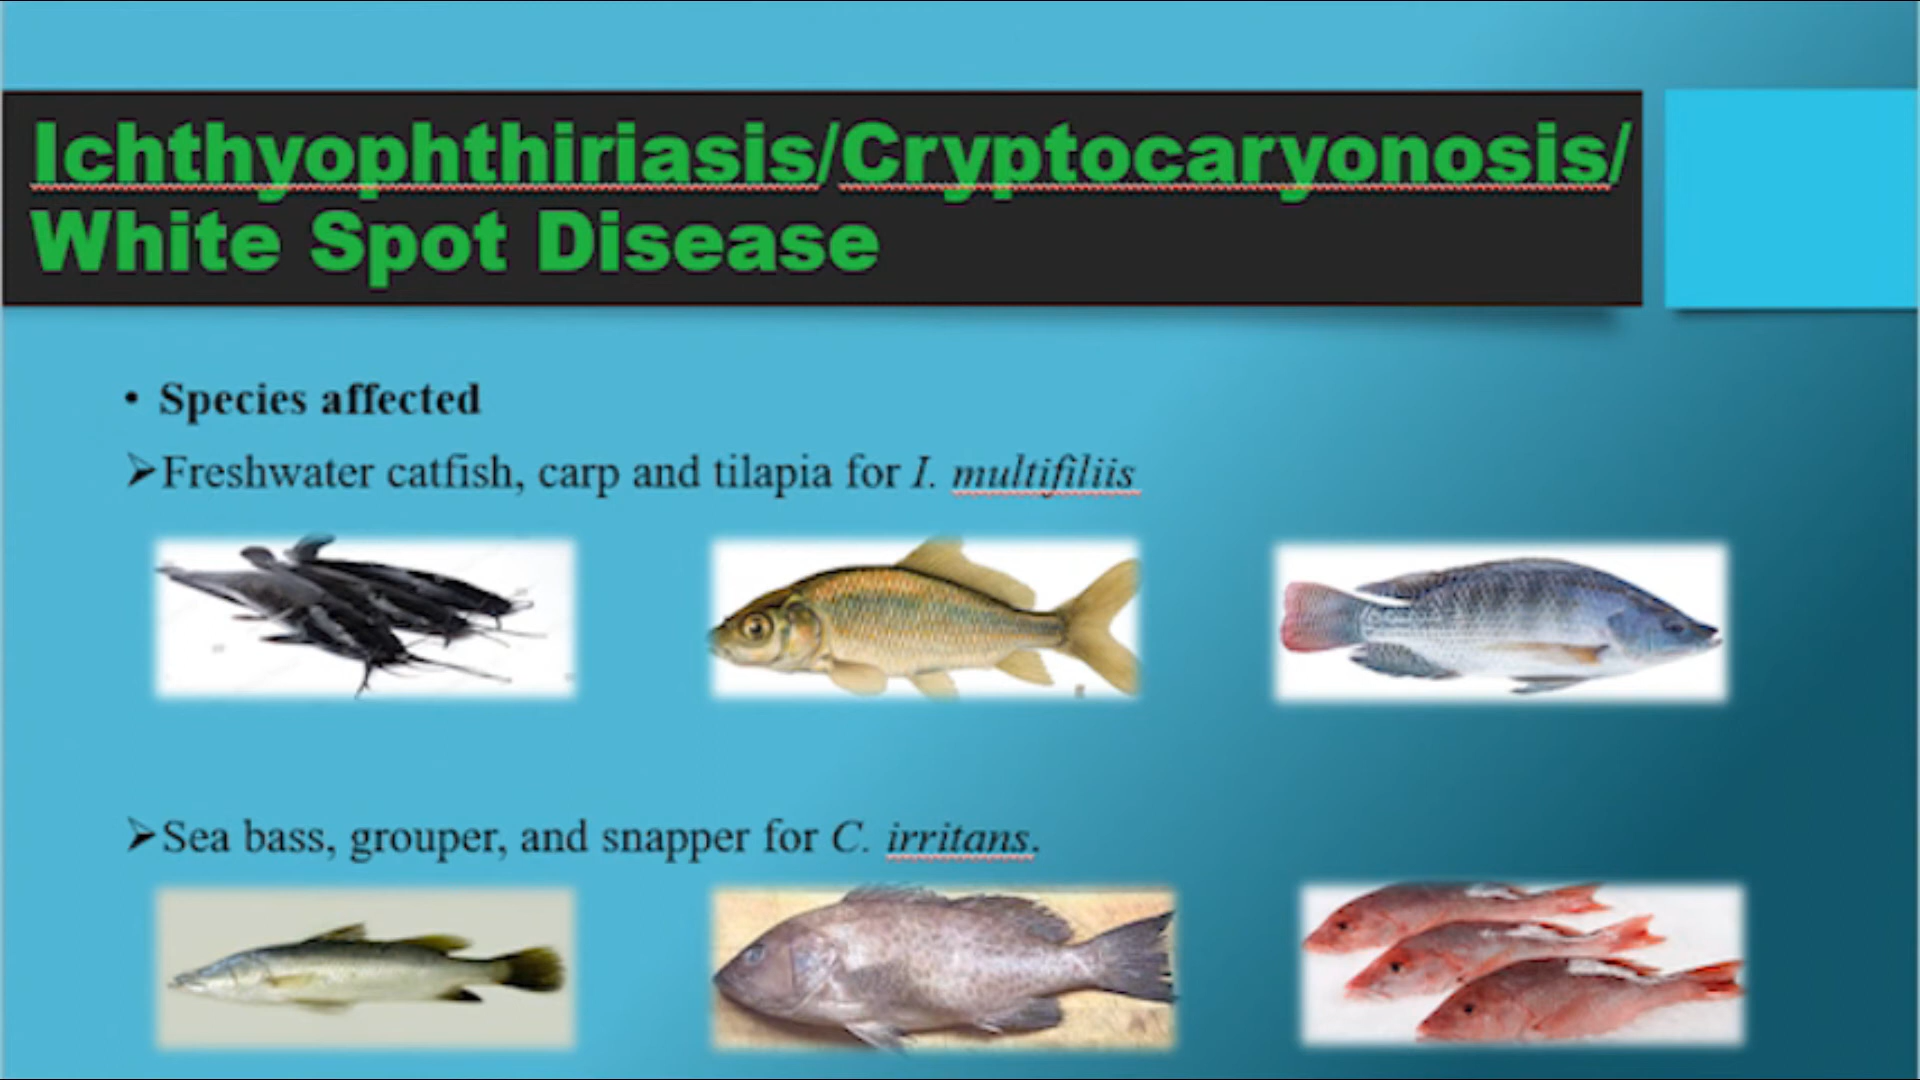 Ichthyophthiriasis/Cryptocaryonosis/
White Spot Disease
• Species affected
➢Freshwater catfish, carp and tilapia for I. multifiliis
➢Sea bass, grouper, and snapper for C. irritans.